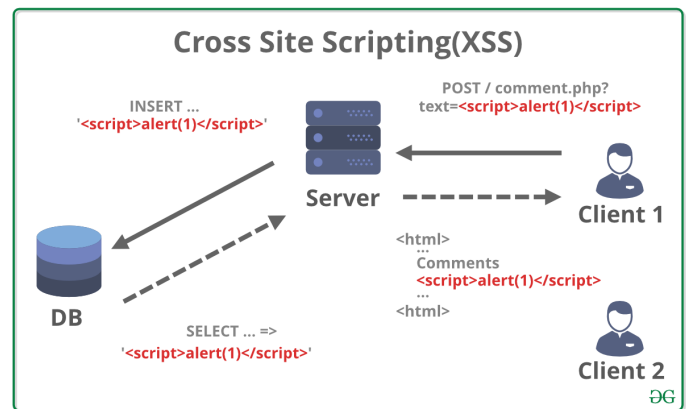 Cross Site Scripting(XSS)
POST / comment.php?
text=<script>alert(1)</script>
INSERT ...
'<script>alert(1)</script>'
Server
Client 1
<html>
...
Comments
<script>alert(1)</script>
...
<html>
DB
SELECT ... =>
'<script>alert(1)</script>'
Client 2